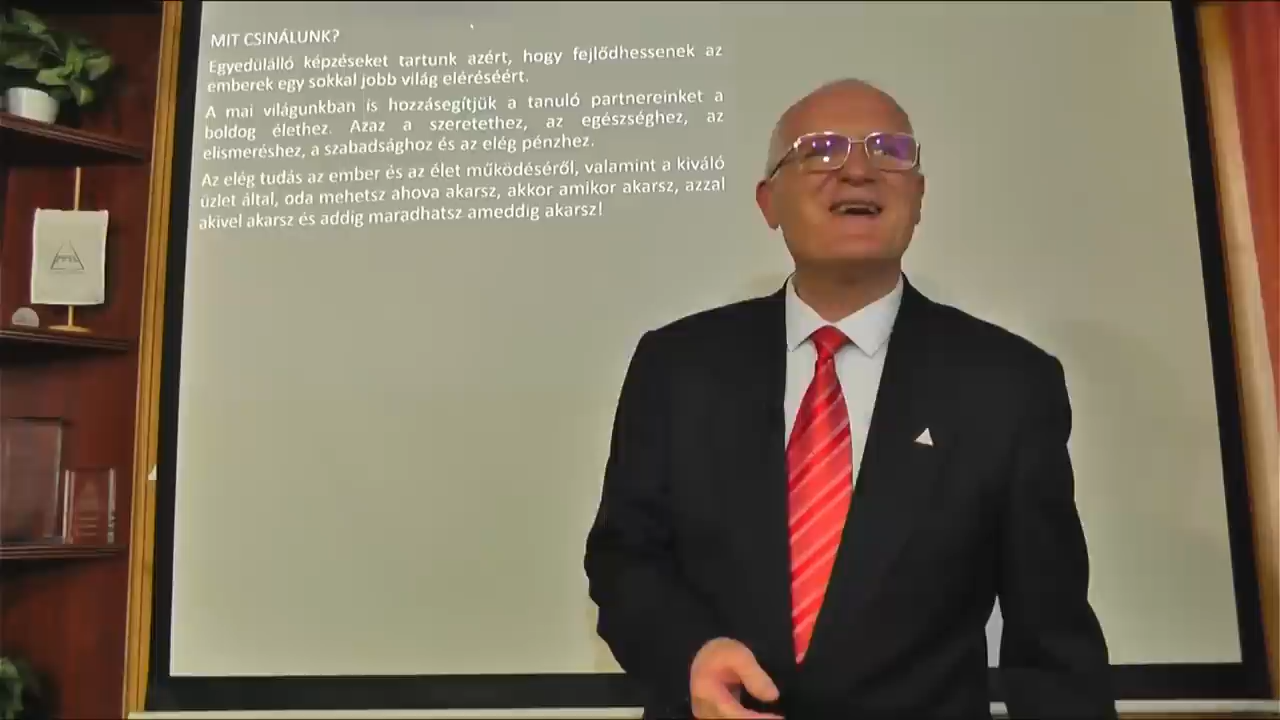 MIT CSINÁLUNK?
Egyedülálló képzéseket tartunk azért, hogy fejlődhessenek az
emberek egy sokkal jobb világ eléréséért.
A mai világunkban is hozzásegítjük a tanuló partnereinket a
boldog élethez. Azaz a szeretethez, az egészséghez, az
elismeréshez, a szabadsághoz és az elég pénzhez.
Az elég tudás az ember és az élet működéséről, valamint a kiváló
üzlet által, oda mehetsz ahova akarsz, akkor amikor akarsz, azzal
akivel akarsz és addig maradhatsz ameddig akarsz!